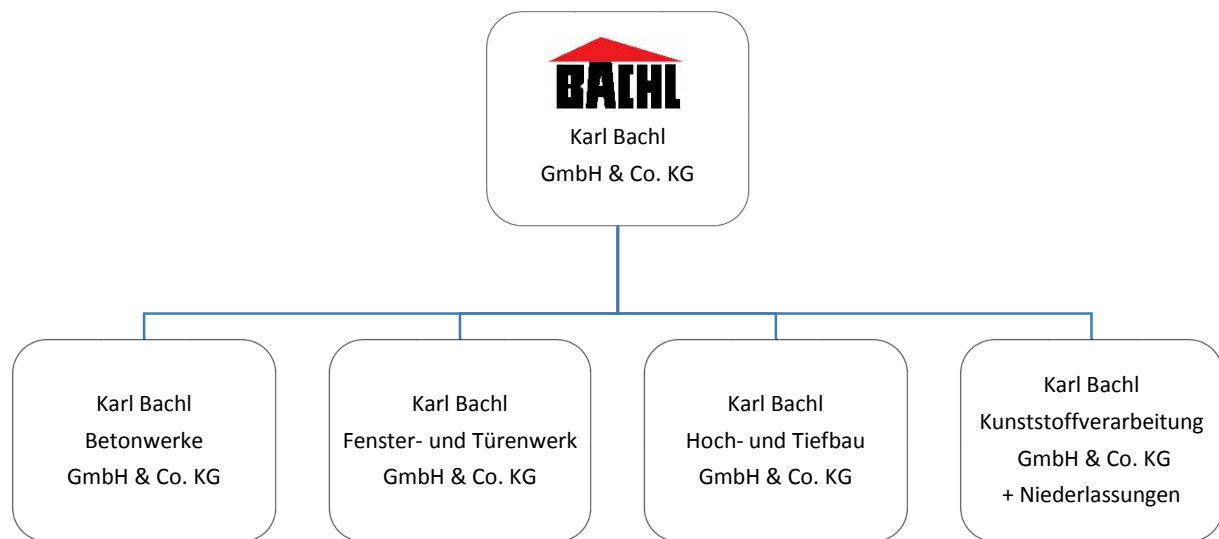 BACHL
Karl Bachl
GmbH & Co. KG
Karl Bachl
Betonwerke
GmbH & Co. KG
Karl Bachl
Fenster- und Türenwerk
GmbH & Co. KG
Karl Bachl
Hoch- und Tiefbau
GmbH & Co. KG
Karl Bachl
Kunststoffverarbeitung
GmbH & Co. KG
+ Niederlassungen